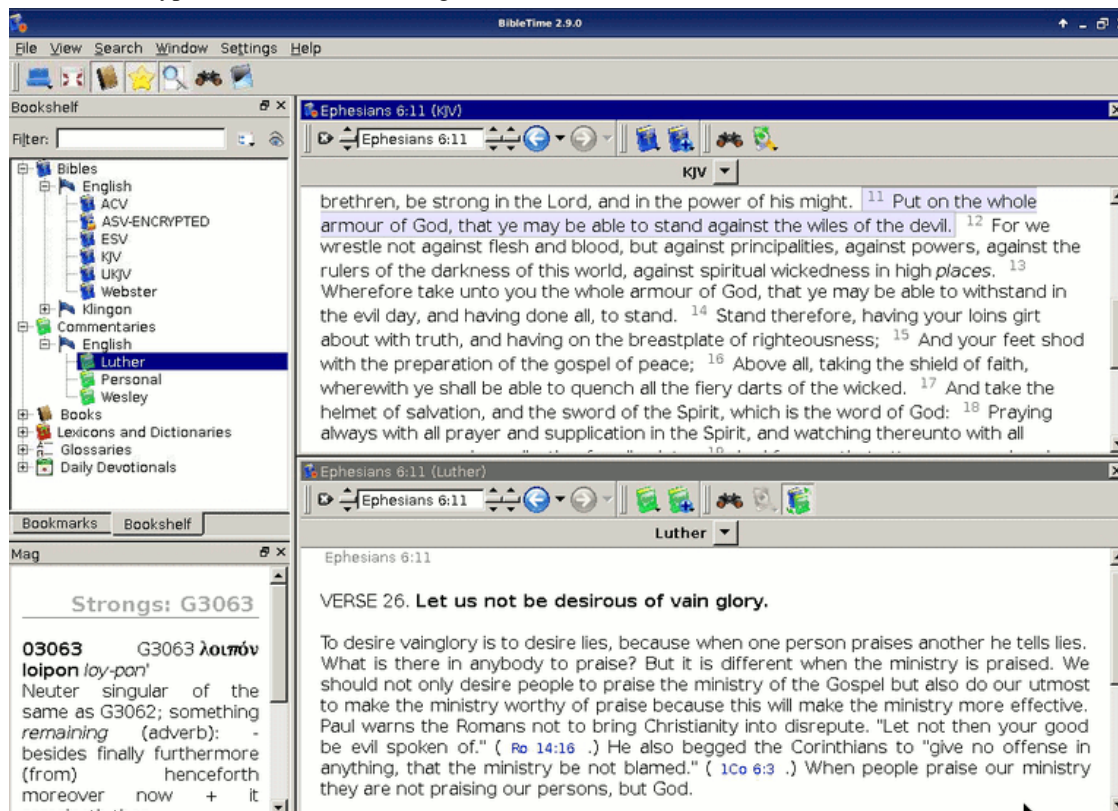 BibleTime 2.9.0
File View Search Window Settings Help
Bookshelf
Filter:
Bibles
English
ACV
ASV-ENCRYPTED
ESV
KJV
UKJV
Webster
Klingon
Commentaries
English
Luther
Personal
Wesley
Books
Lexicons and Dictionaries
Glossaries
Daily Devotionals
Bookmarks Bookshelf
Mag
Strongs: G3063
03063 G3063 λοιπόν
loipon loy-pon'
Neuter singular of the
same as G3062; something
remaining (adverb): -
besides finally furthermore
(from) henceforth
moreover now + it
Ephesians 6:11 (KJV)
Ephesians 6:11
KJV
brethren, be strong in the Lord, and in the power of his might. 11 Put on the whole
armour of God, that ye may be able to stand against the wiles of the devil. 12 For we
wrestle not against flesh and blood, but against principalities, against powers, against the
rulers of the darkness of this world, against spiritual wickedness in high places. 13
Wherefore take unto you the whole armour of God, that ye may be able to withstand in
the evil day, and having done all, to stand. 14 Stand therefore, having your loins girt
about with truth, and having on the breastplate of righteousness; 15 And your feet shod
with the preparation of the gospel of peace; 16 Above all, taking the shield of faith,
wherewith ye shall be able to quench all the fiery darts of the wicked. 17 And take the
helmet of salvation, and the sword of the Spirit, which is the word of God: 18 Praying
always with all prayer and supplication in the Spirit, and watching thereunto with all
Ephesians 6:11 (Luther)
Ephesians 6:11
Luther
Ephesians 6:11
VERSE 26. Let us not be desirous of vain glory.
To desire vainglory is to desire lies, because when one person praises another he tells lies.
What is there in anybody to praise? But it is different when the ministry is praised. We
should not only desire people to praise the ministry of the Gospel but also do our utmost
to make the ministry worthy of praise because this will make the ministry more effective.
Paul warns the Romans not to bring Christianity into disrepute. "Let not then your good
be evil spoken of." ( Ro 14:16 .) He also begged the Corinthians to "give no offense in
anything, that the ministry be not blamed." ( 1Co 6:3 .) When people praise our ministry
they are not praising our persons, but God.